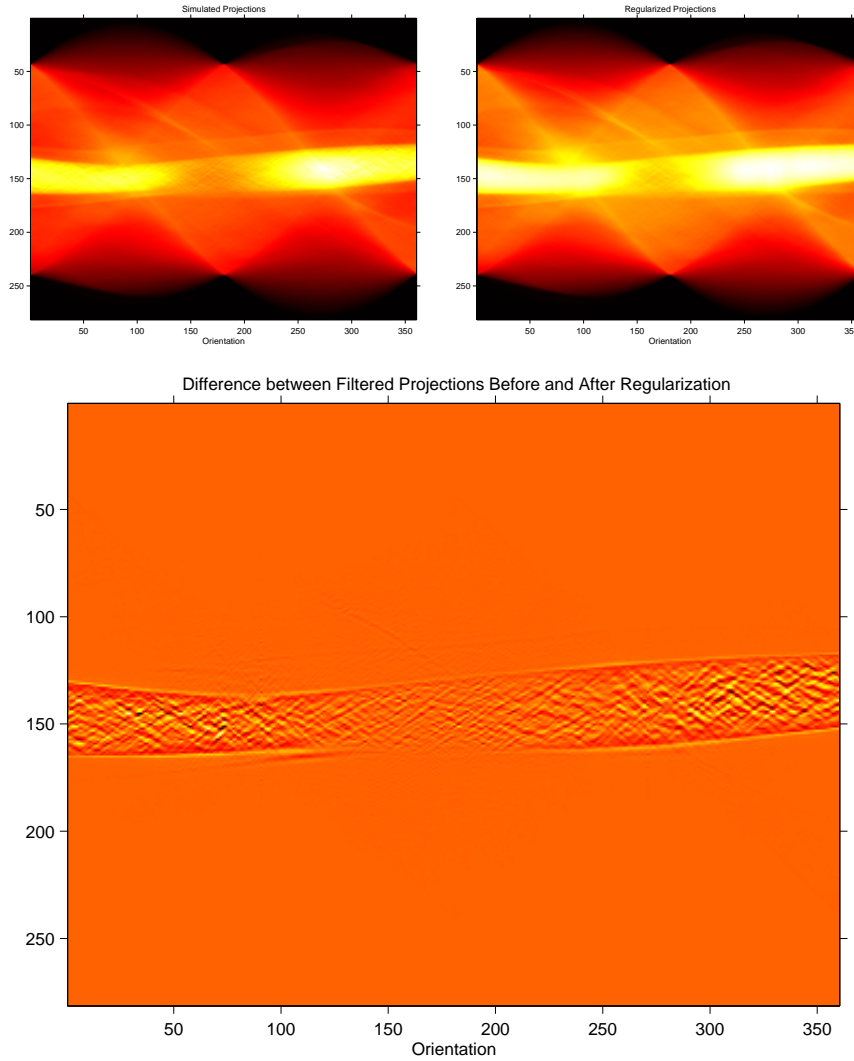 Simulated Projections
50
100
150
200
250
50 100 150 200 250 300 350
Orientation
Regularized Projections
50
100
150
200
250
50 100 150 200 250 300 35
Orientation
Difference between Filtered Projections Before and After Regularization
50
100
150
200
250
50 100 150 200 250 300 350
Orientation